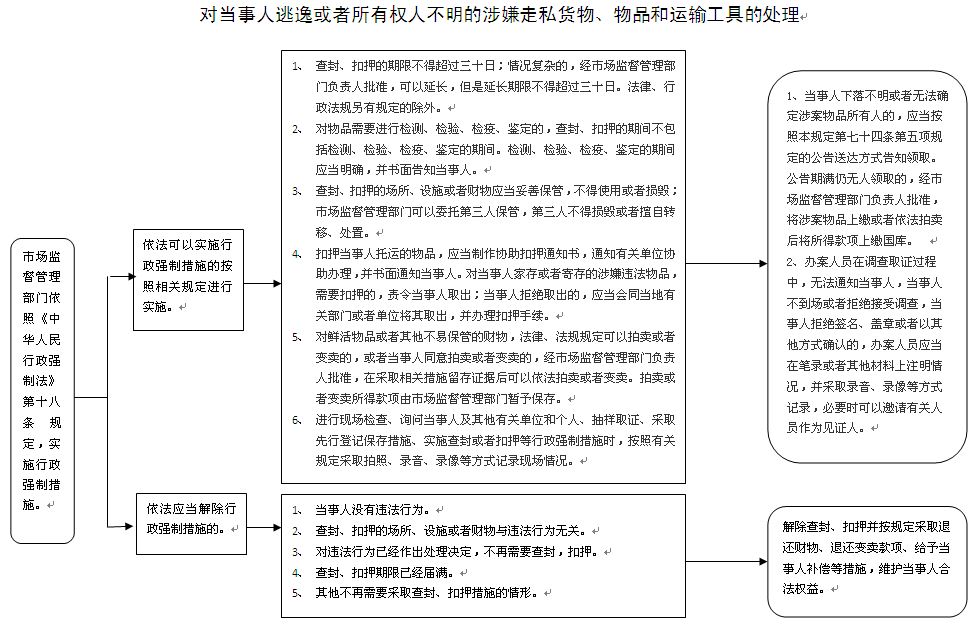 对当事人逃逸或者所有权人不明的涉嫌走私货物、物品和运输工具的处理
市场监
督管理
部门依
照《中
华人民
行政强
制法》
第十八
条 规
定，实
施行政
强制措
施。
依法可以实施行
政强制措施的按
照相关规定进行
实施。
1、 查封、扣押的期限不得超过三十日；情况复杂的，经市场监督管理部
门负责人批准，可以延长，但是延长期限不得超过三十日。法律、行
政法规另有规定的除外。
2、 对物品需要进行检测、检验、检疫、鉴定的，查封、扣押的期间不包
括检测、检验、检疫、鉴定的期间。检测、检验、检疫、鉴定的期间
应当明确，并书面告知当事人。
3、 查封、扣押的场所、设施或者财物应当妥善保管，不得使用或者损毁；
市场监督管理部门可以委托第三人保管，第三人不得损毁或者擅自转
移、处置。
4、 扣押当事人托运的物品，应当制作协助扣押通知书，通知有关单位协
助办理，并书面通知当事人。对当事人家存或者寄存的涉嫌违法物品，
需要扣押的，责令当事人取出；当事人拒绝取出的，应当会同当地有
关部门或者单位将其取出，并办理扣押手续。
5、 对鲜活物品或者其他不易保管的财物，法律、法规规定可以拍卖或者
变卖的，或者当事人同意拍卖或者变卖的，经市场监督管理部门负责
人批准，在采取相关措施留存证据后可以依法拍卖或者变卖。拍卖或
者变卖所得款项由市场监督管理部门暂予保存。
6、 进行现场检查、询问当事人及其他有关单位和个人、抽样取证、采取
先行登记保存措施、实施查封或者扣押等行政强制措施时，按照有关
规定采取拍照、录音、录像等方式记录现场情况。
1、当事人下落不明或者无法确
定涉案物品所有人的，应当按
照本规定第七十四条第五项规
定的公告送达方式告知领取。
公告期满仍无人领取的，经市
场监督管理部门负责人批准，
将涉案物品上缴或者依法拍卖
后将所得款项上缴国库。
2、办案人员在调查取证过程
中，无法通知当事人，当事人
不到场或者拒绝接受调查，当
事人拒绝签名、盖章或者以其
他方式确认的，办案人员应当
在笔录或者其他材料上注明情
况，并采取录音、录像等方式
记录，必要时可以邀请有关人
员作为见证人。
依法应当解除行
政强制措施的。
1、 当事人没有违法行为。
2、 查封、扣押的场所、设施或者财物与违法行为无关。
3、 对违法行为已经作出处理决定，不再需要查封，扣押。
4、 查封、扣押期限已经届满。
5、 其他不再需要采取查封、扣押措施的情形。
解除查封、扣押并按规定采取退
还财物、退还变卖款项、给予当
事人补偿等措施，维护当事人合
法权益。